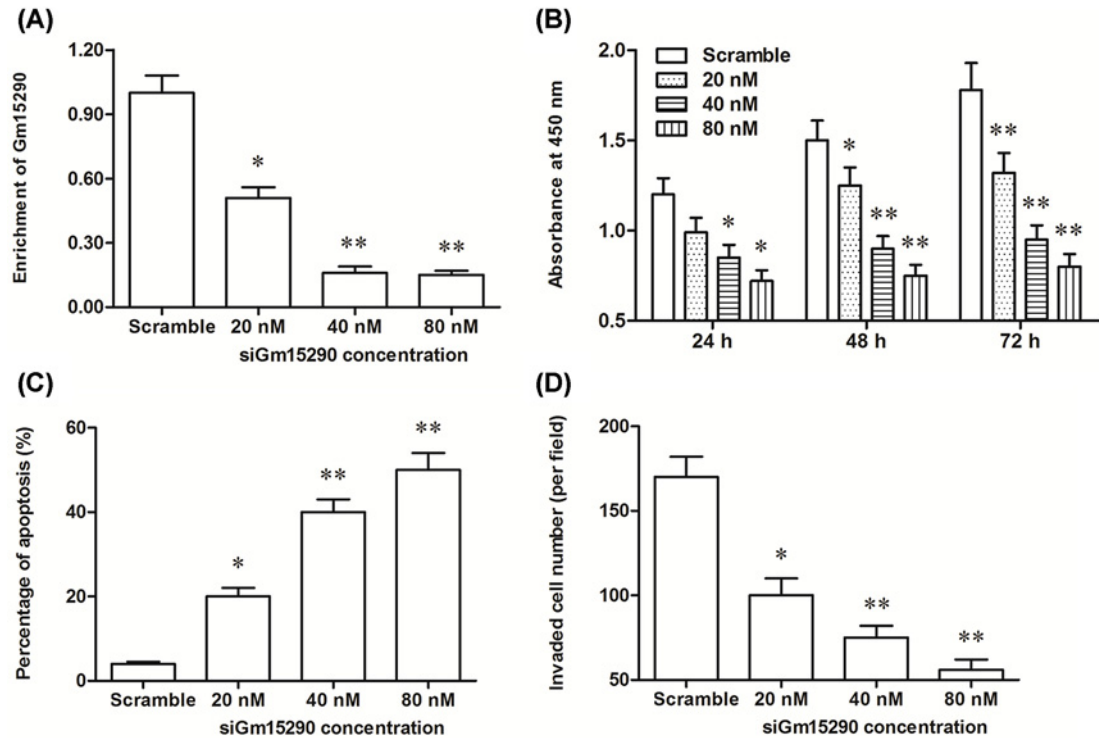 (A)
Enrichment of Gm15290
1.20
0.90
0.60
0.30
0.00
*
**
**
Scramble 20 nM 40 nM 80 nM
siGm15290 concentration
(B)
Absorbance at 450 nm
2.0
1.5
1.0
0.5
Scramble
20 nM
40 nM
80 nM
*
*
*
**
**
**
**
**
24 h 48 h 72 h
(C)
Percentage of apoptosis (%)
60
40
20
0
*
**
**
Scramble 20 nM 40 nM 80 nM
siGm15290 concentration
(D)
Invaded cell number (per field)
200
150
100
50
*
**
**
Scramble 20 nM 40 nM 80 nM
siGm15290 concentration